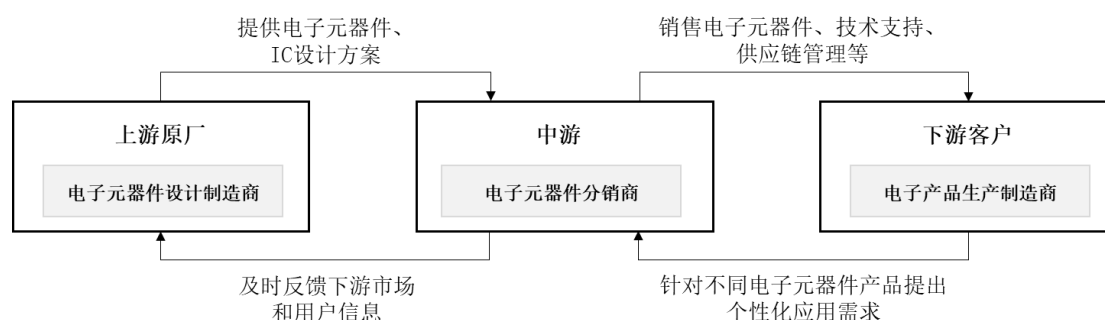 提供电子元器件、
IC设计方案
销售电子元器件、技术支持、
供应链管理等
上游原厂
中游
下游客户
电子元器件设计制造商
电子元器件分销商
电子产品生产制造商
及时反馈下游市场
和用户信息
针对不同电子元器件产品提出
个性化应用需求